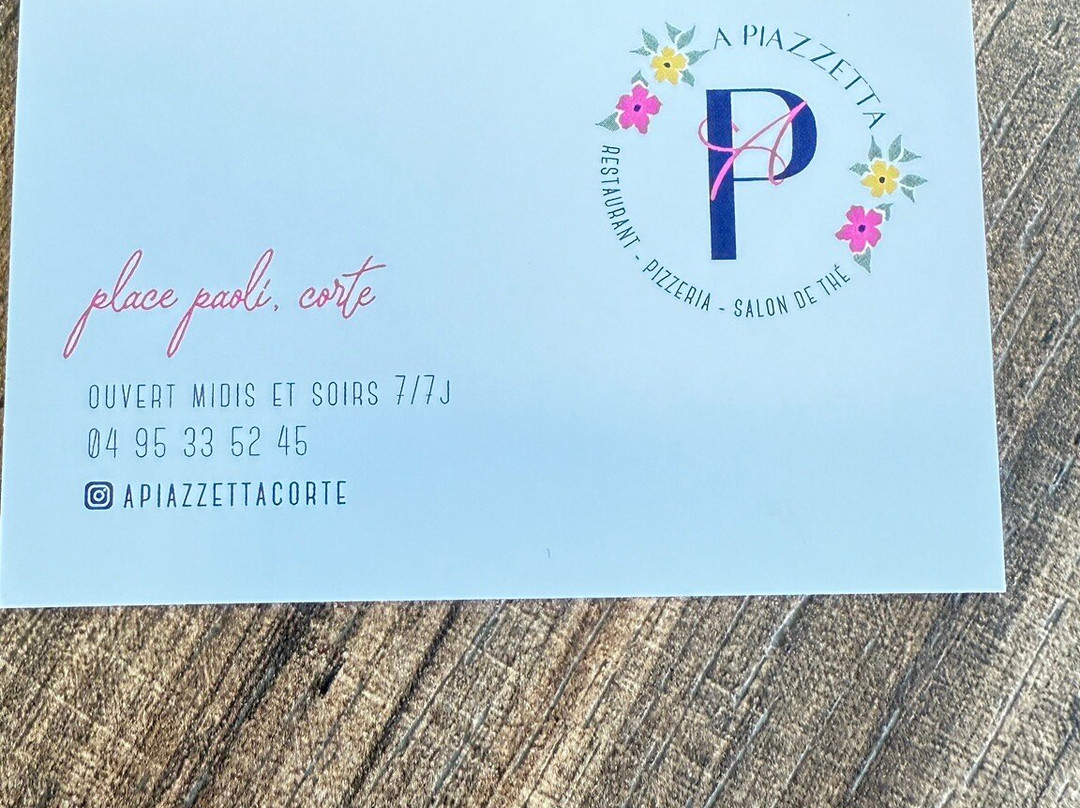 A PIAZZETTA
PA
RESTAURANT - PIZZERIA - SALON DE THÉ
place paoli, corte
OUVERT MIDIS ET SOIRS 7/7J
04 95 33 52 45
APIAZZETTACORTE